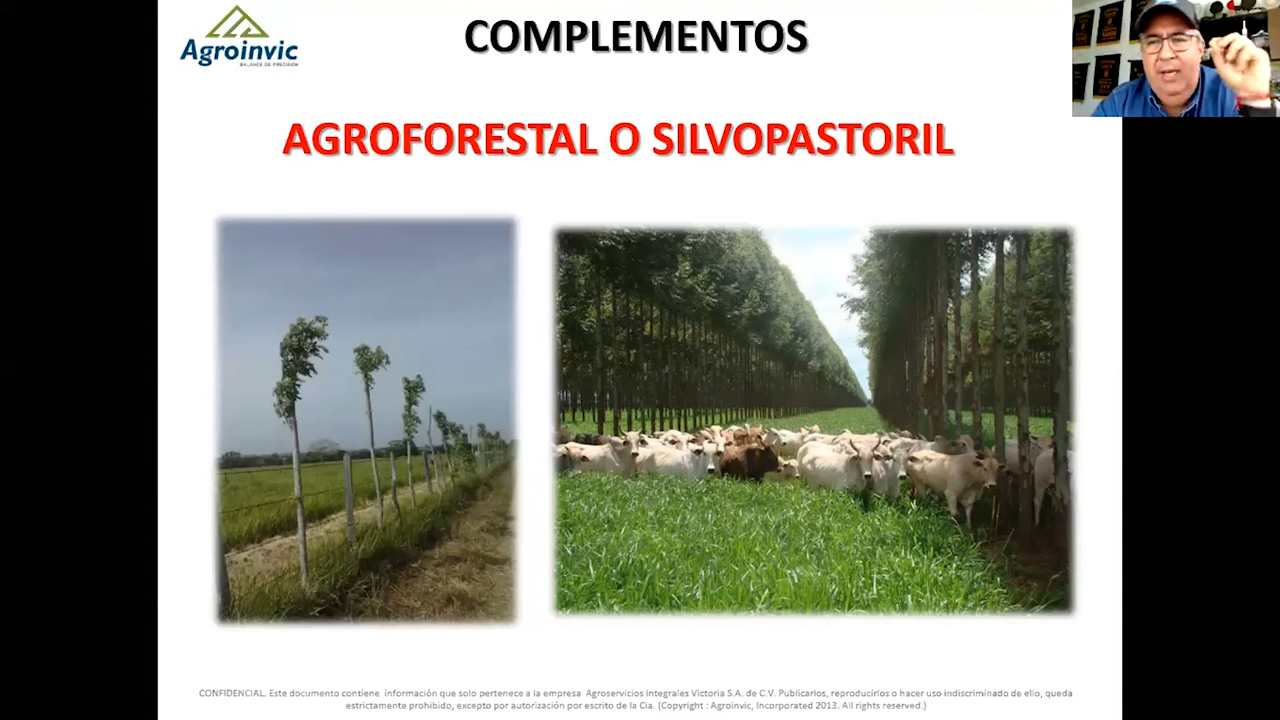 Agroinvic
BALANCE DE PRECISIÓN
COMPLEMENTOS
AGROFORESTAL O SILVOPASTORIL
CONFIDENCIAL. Este documento contiene información que solo pertenece a la empresa Agroservicios Integrales Victoria S.A. de C.V. Publicarlos, reproducirlos o hacer uso indiscriminado de ello, queda
estrictamente prohibido, excepto por autorización por escrito de la Cia. (Copyright : Agroinvic, Incorporated 2013. All rights reserved.)